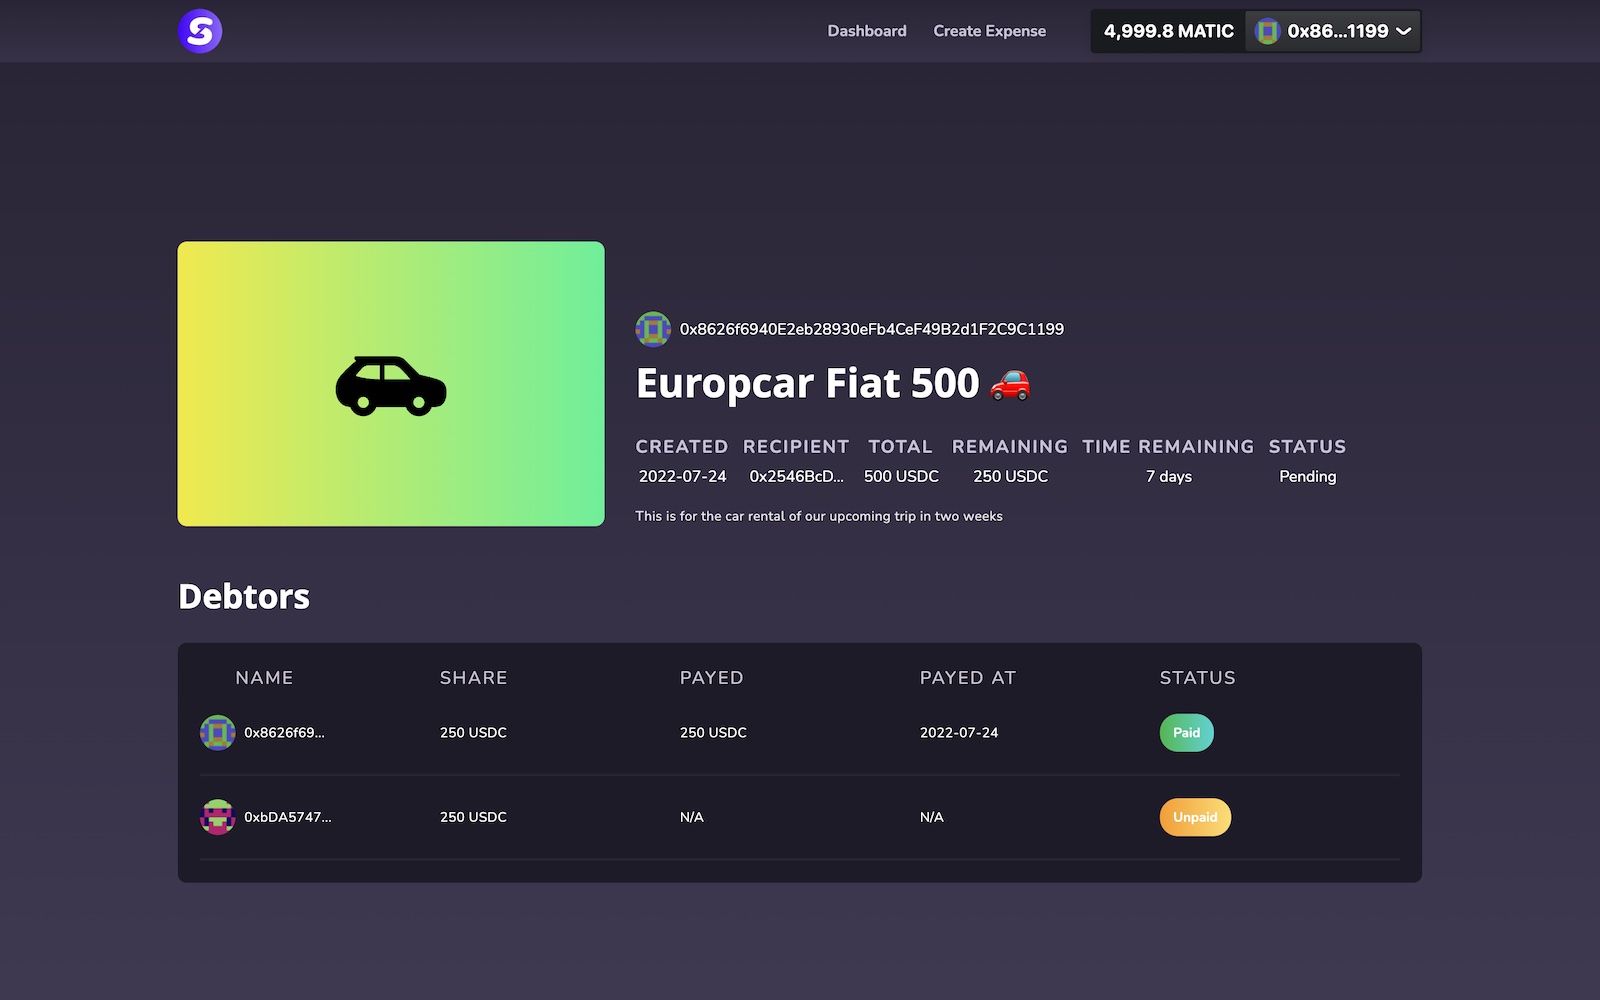 Dashboard Create Expense 4,999.8 MATIC 0x86...1199
0x8626f6940E2eb28930eFb4CeF49B2d1F2C9C1199
Europcar Fiat 500 🚗
CREATED RECIPIENT TOTAL REMAINING TIME REMAINING STATUS
2022-07-24 0x2546BcD... 500 USDC 250 USDC 7 days Pending
This is for the car rental of our upcoming trip in two weeks
Debtors
NAME SHARE PAYED PAYED AT STATUS
0x8626f69... 250 USDC 250 USDC 2022-07-24 Paid
0xbDA5747... 250 USDC N/A N/A Unpaid